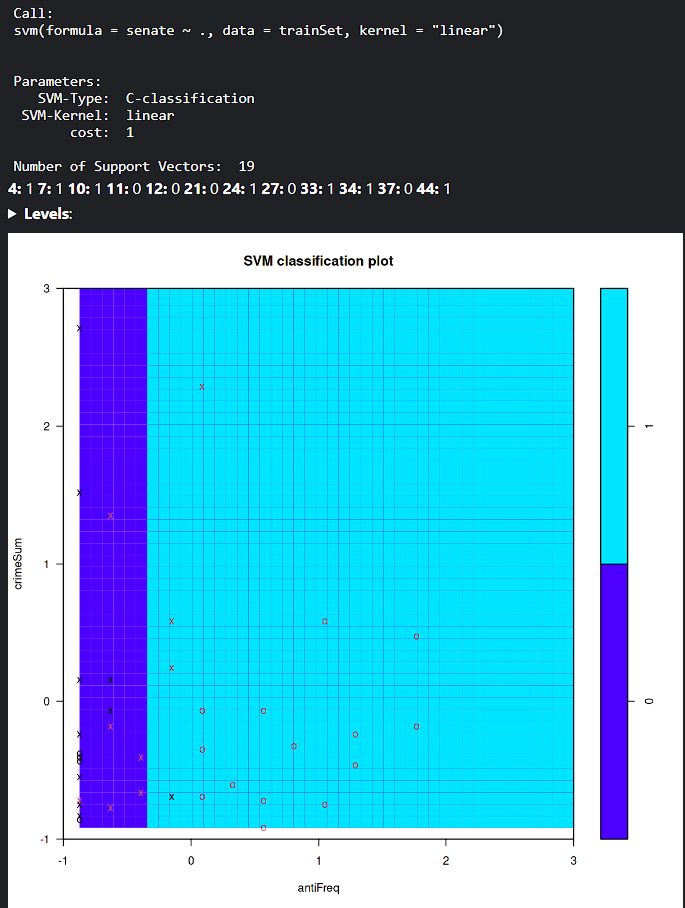 Call:
svm(formula = senate ~ ., data = trainSet, kernel = "linear")
Parameters:
SVM-Type: C-classification
SVM-Kernel: linear
cost: 1
Number of Support Vectors: 19
4: 1 7: 1 10: 1 11: 0 12: 0 21: 0 24: 1 27: 0 33: 1 34: 1 37: 0 44: 1
▶ Levels:
SVM classification plot
3
2
1
0
-1
crimeSum
-1 0 1 2 3
antiFreq
1
0